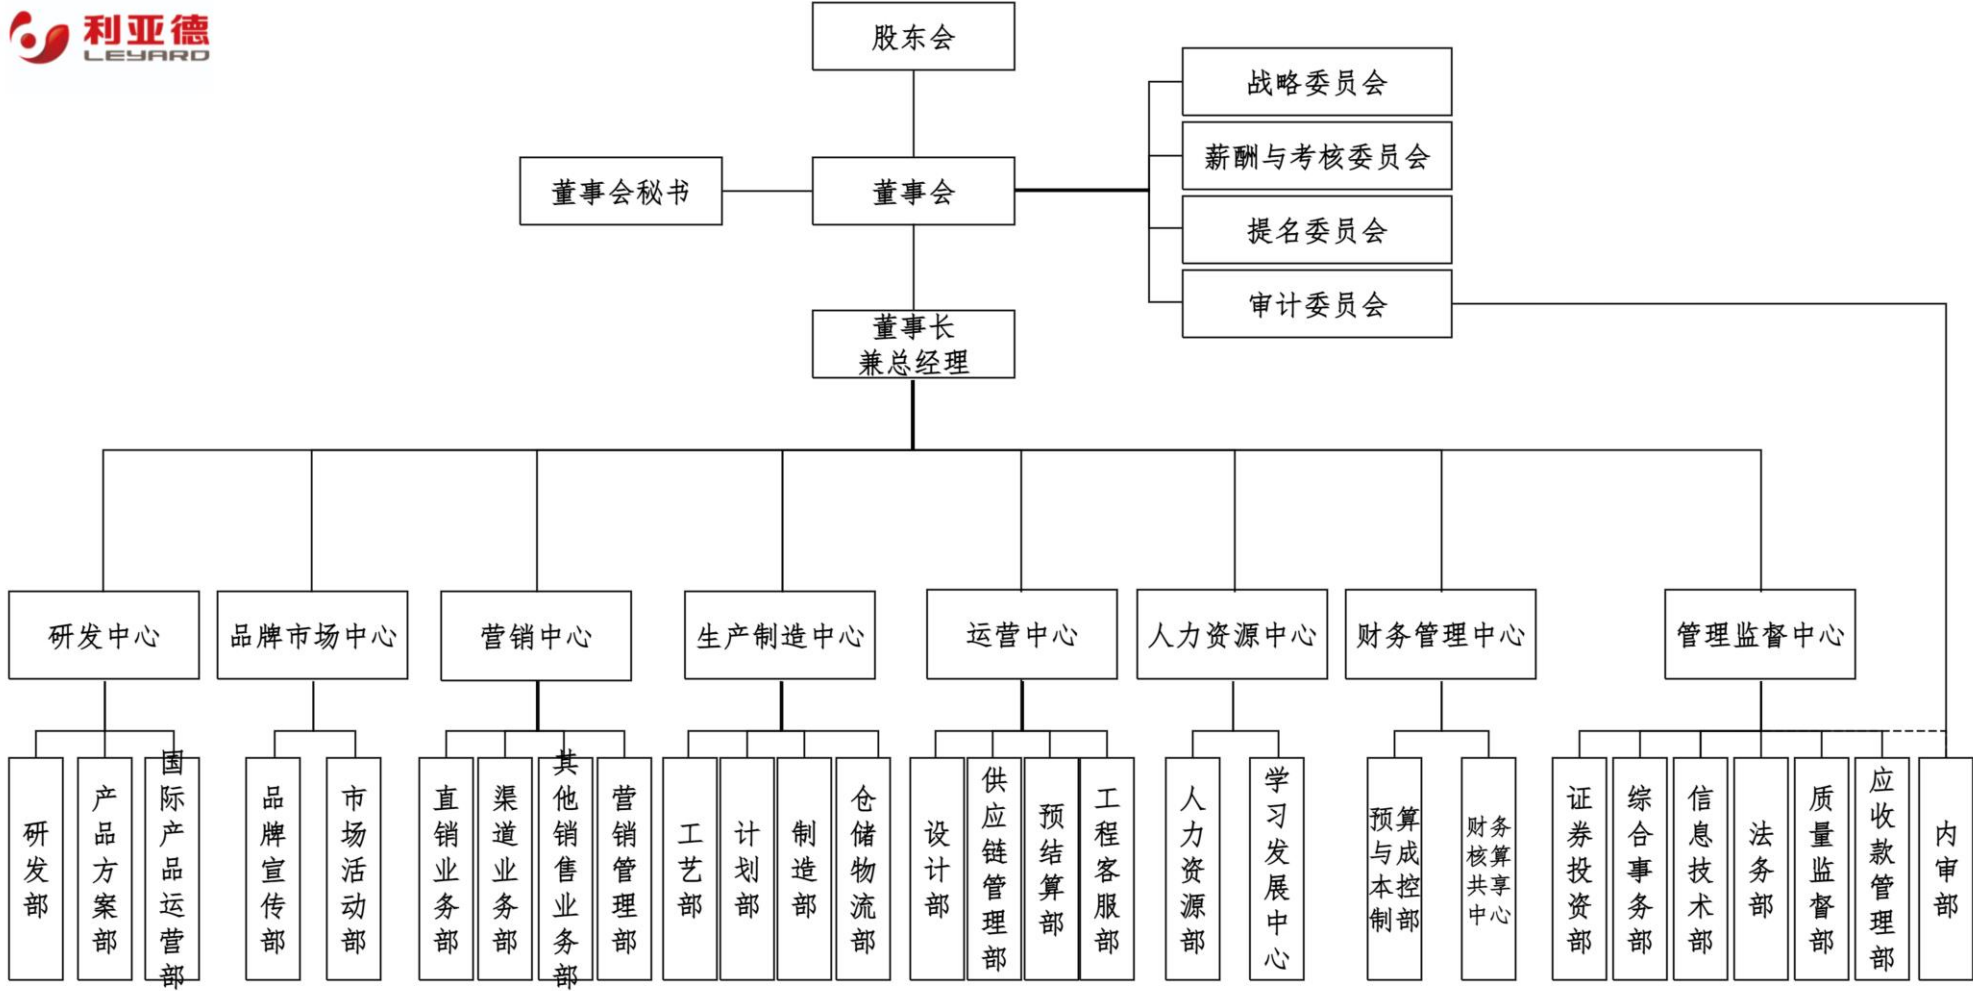 利亚德
LEYARD
股东会
战略委员会
薪酬与考核委员会
董事会秘书
董事会
提名委员会
审计委员会
董事长
兼总经理
研发中心
品牌市场中心
营销中心
生产制造中心
运营中心
人力资源中心
财务管理中心
管理监督中心
研发部
产品方案部
国际产品运营部
品牌宣传部
市场活动部
直销业务部
渠道业务部
其他销售业务部
营销管理部
工艺部
计划部
制造部
仓储物流部
设计部
供应链管理部
预结算部
工程客服部
人力资源部
学习发展中心
预算
与成
本控
制部
财务
核算
共享
中心
证券投资部
综合事务部
信息技术部
法务部
质量监督部
应收款管理部
内审部